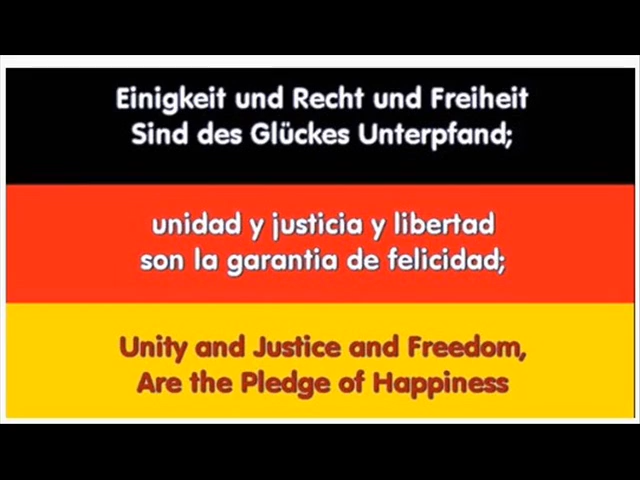 Einigkeit und Recht und Freiheit
Sind des Glückes Unterpfand;
unidad y justicia y libertad
son la garantia de felicidad;
Unity and Justice and Freedom,
Are the Pledge of Happiness